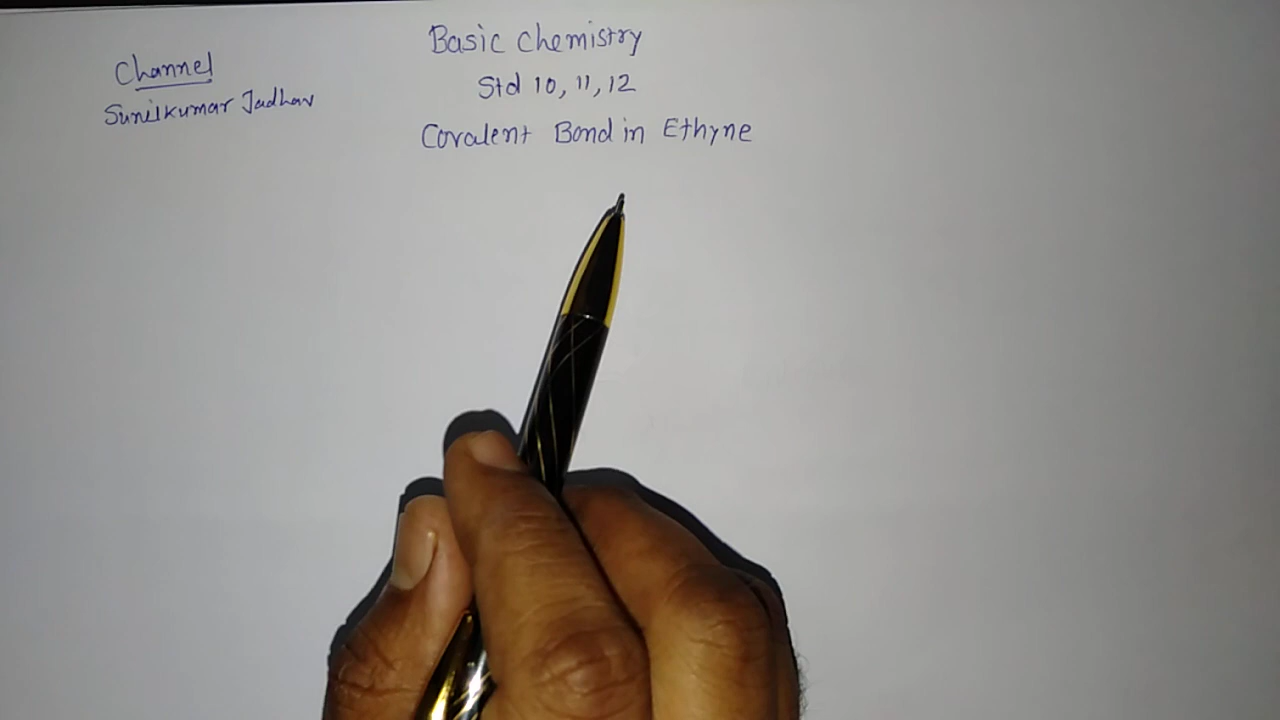 Channel
Sunilkumar Jadhav
Basic Chemistry
Std 10, 11, 12
Covalent Bond in Ethyne